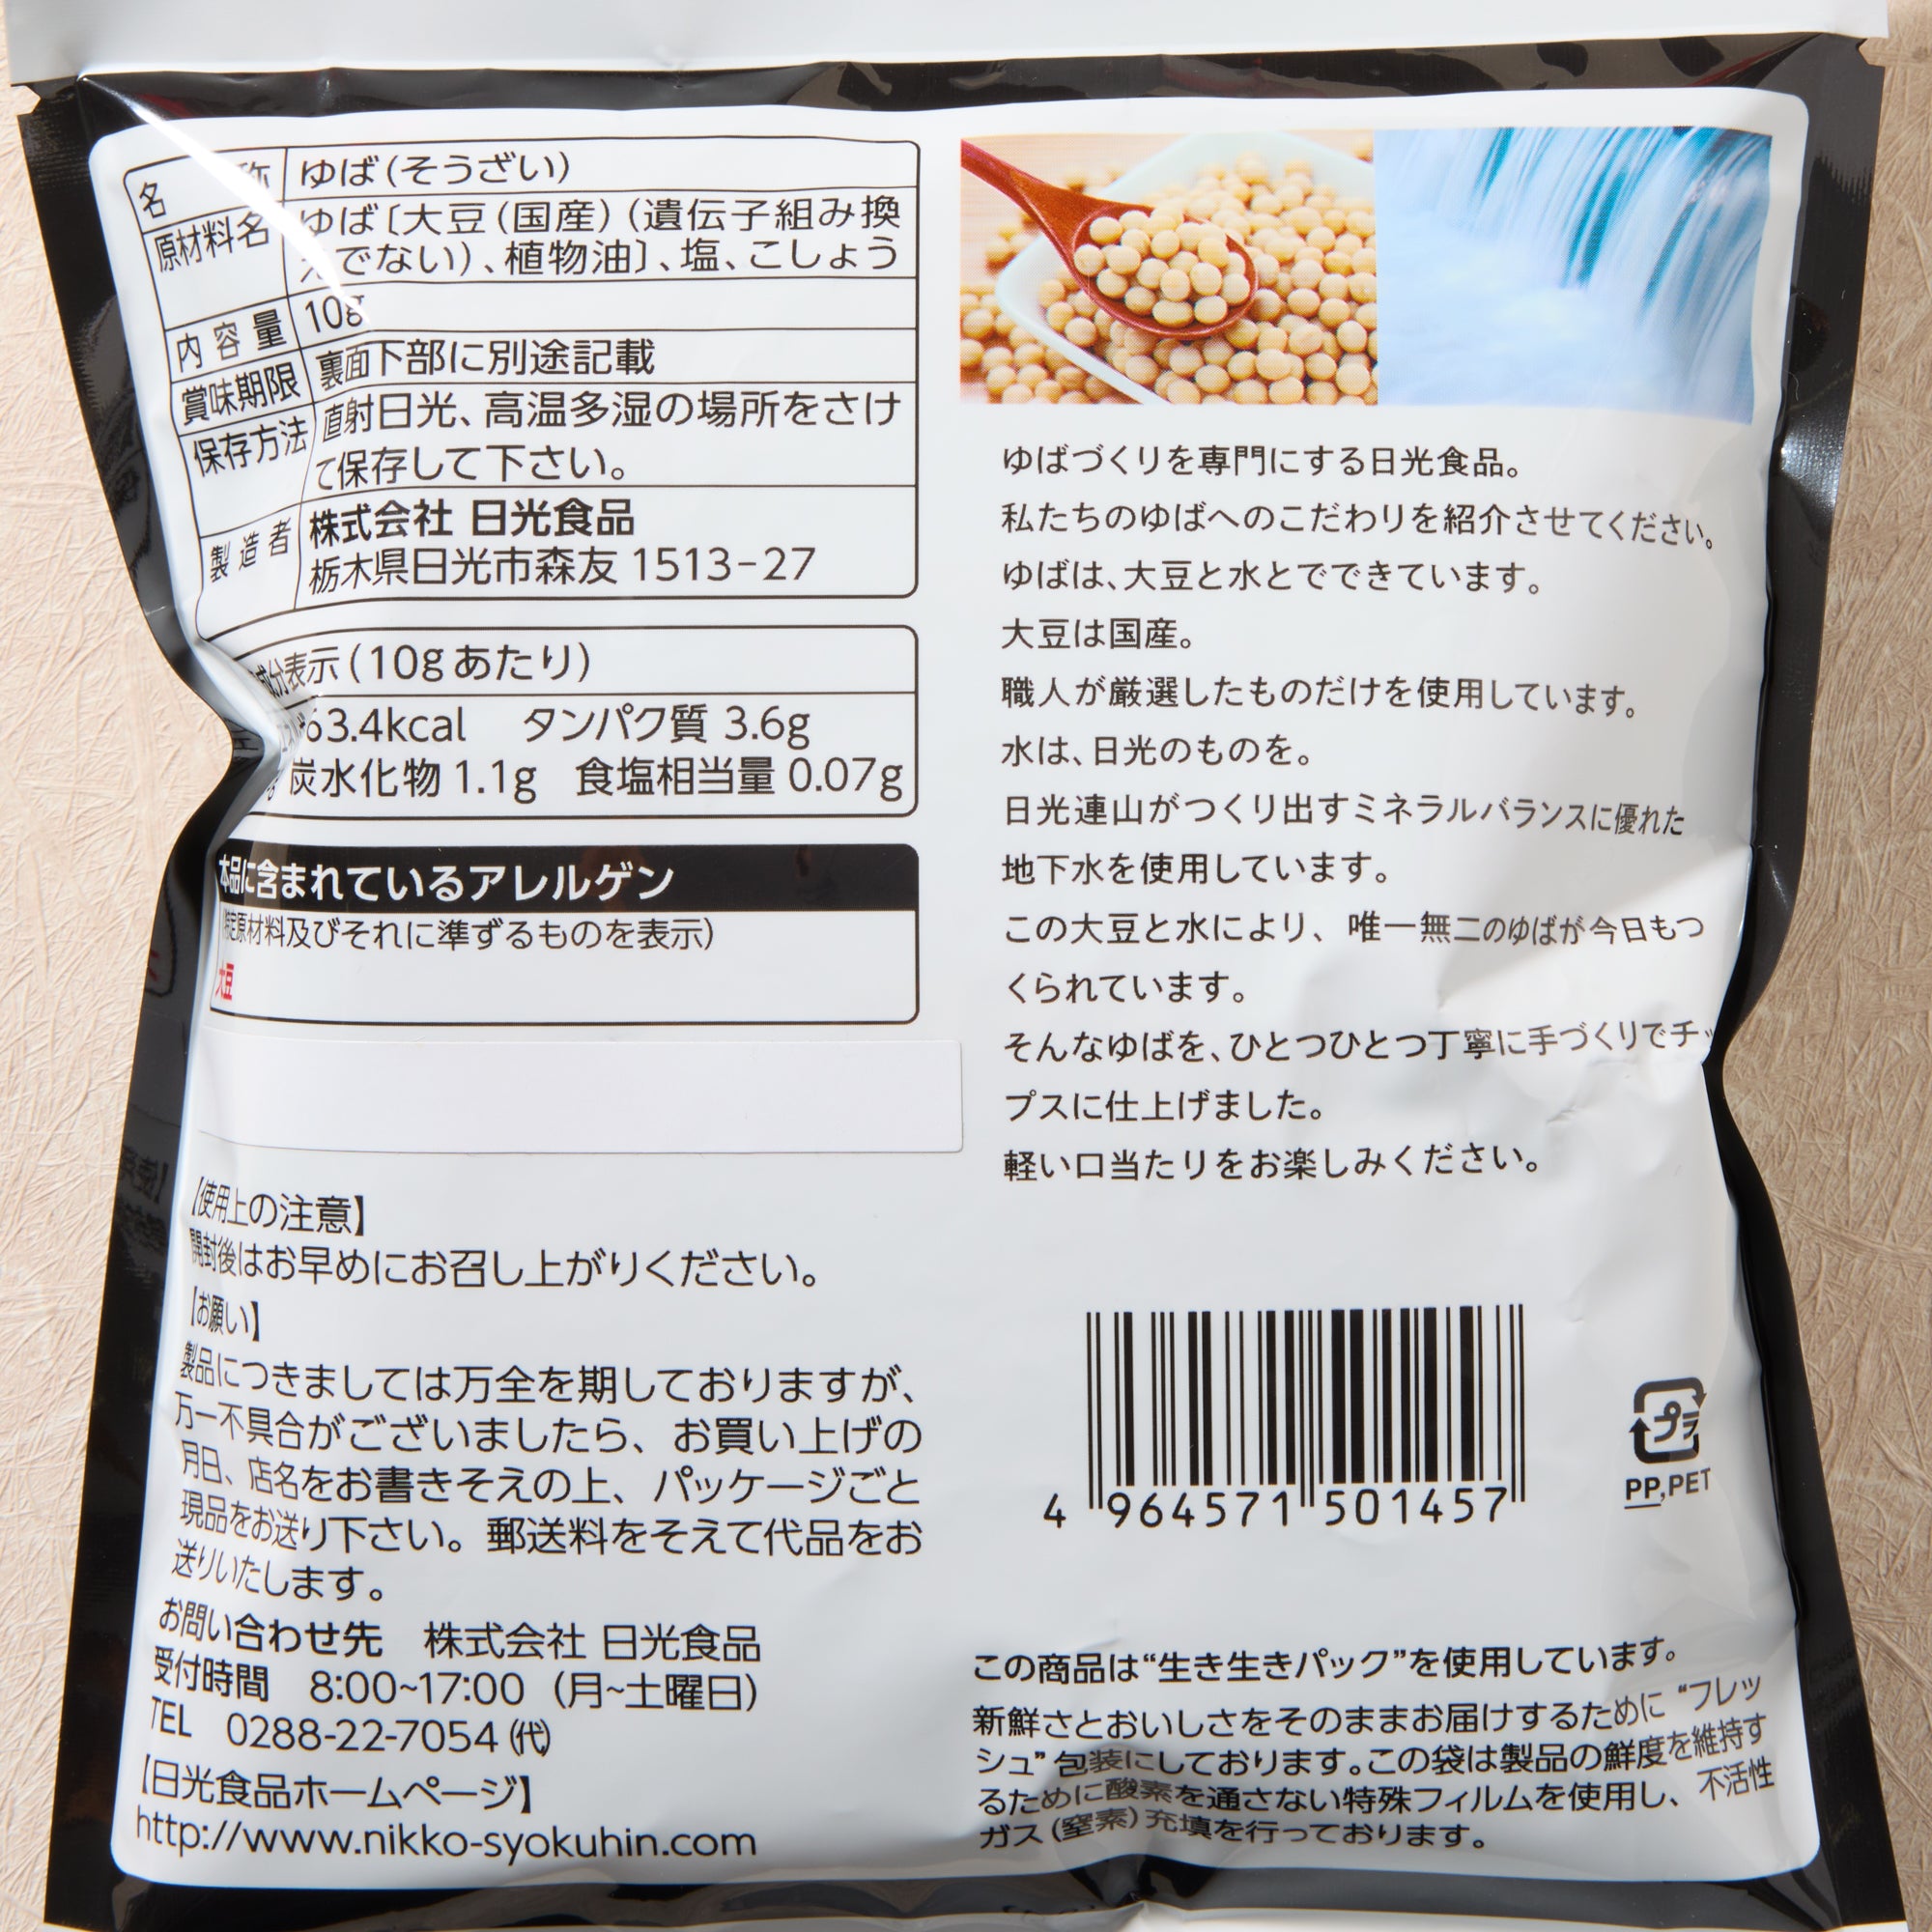 名 称 ゆば(そうざい)
原材料名 ゆば〔大豆(国産)(遺伝子組み換
えでない)、植物油〕、塩、こしょう
内容量 10g
賞味期限 裏面下部に別途記載
保存方法 直射日光、高温多湿の場所をさけ
て保存して下さい。
製造者 株式会社 日光食品
栃木県日光市森友 1513-27
成分表示(10gあたり)
63.4kcal タンパク質 3.6g
炭水化物 1.1g 食塩相当量 0.07g
本品に含まれているアレルゲン
(特定原材料及びそれに準ずるものを表示)
大豆
【使用上の注意】
開封後はお早めにお召し上がりください。
【お願い】
製品につきましては万全を期しておりますが、
万一不具合がございましたら、お買い上げの
月日、店名をお書きそえの上、パッケージごと
現品をお送り下さい。郵送料をそえて代品をお
送りいたします。
お問い合わせ先 株式会社 日光食品
受付時間 8:00~17:00 (月~土曜日)
TEL 0288-22-7054 ㈹
【日光食品ホームページ】
http://www.nikko-syokuhin.com
ゆばづくりを専門にする日光食品。
私たちのゆばへのこだわりを紹介させてください。
ゆばは、大豆と水とでできています。
大豆は国産。
職人が厳選したものだけを使用しています。
水は、日光のものを。
日光連山がつくり出すミネラルバランスに優れた
地下水を使用しています。
この大豆と水により、唯一無二のゆばが今日もつ
くられています。
そんなゆばを、ひとつひとつ丁寧に手づくりでチッ
プスに仕上げました。
軽い口当たりをお楽しみください。
4 964571 501457
プラ
PP,PET
この商品は“生き生きパック”を使用しています。
新鮮さとおいしさをそのままお届けするために“フレッ
シュ”包装にしております。この袋は製品の鮮度を維持す
るために酸素を通さない特殊フィルムを使用し、不活性
ガス(窒素)充填を行っております。